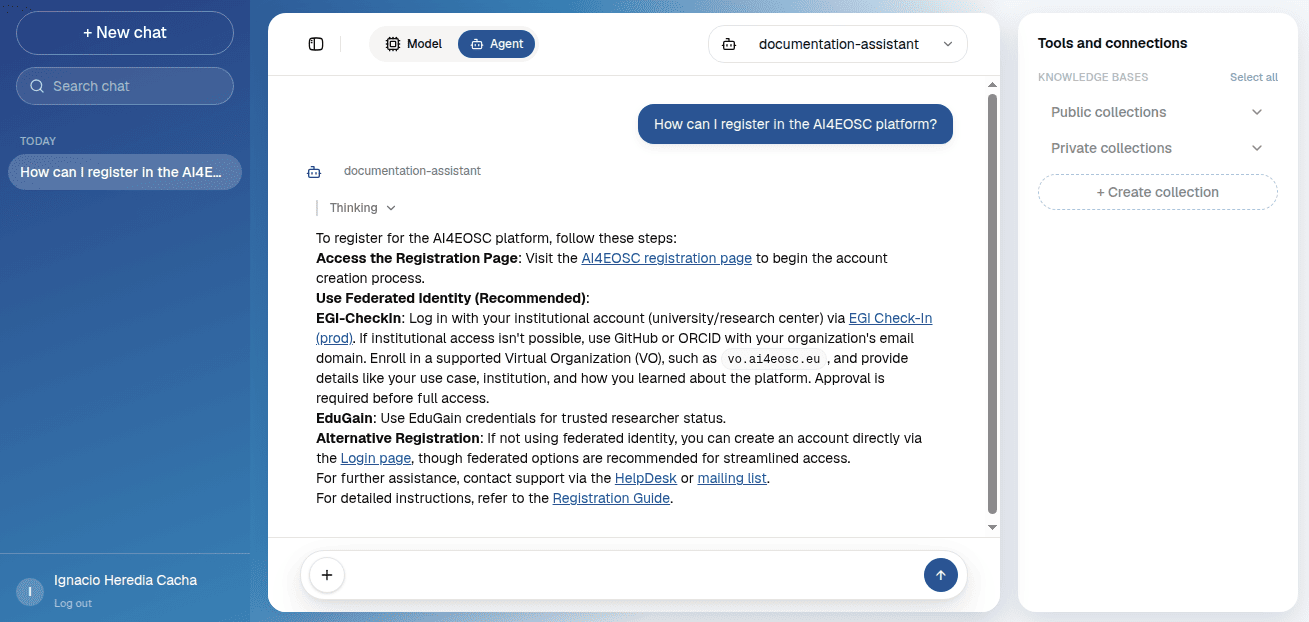 + New chat
Search chat
TODAY
How can I register in the AI4E...
Ignacio Heredia Cacha
I
Log out
Model
Agent
documentation-assistant
How can I register in the AI4EOSC platform?
documentation-assistant
Thinking
To register for the AI4EOSC platform, follow these steps:
Access the Registration Page: Visit the AI4EOSC registration page to begin the account
creation process.
Use Federated Identity (Recommended):
EGI-CheckIn: Log in with your institutional account (university/research center) via EGI Check-In
(prod). If institutional access isn't possible, use GitHub or ORCID with your organization's email
domain. Enroll in a supported Virtual Organization (VO), such as vo.ai4eosc.eu , and provide
details like your use case, institution, and how you learned about the platform. Approval is
required before full access.
EduGain: Use EduGain credentials for trusted researcher status.
Alternative Registration: If not using federated identity, you can create an account directly via
the Login page, though federated options are recommended for streamlined access.
For further assistance, contact support via the HelpDesk or mailing list.
For detailed instructions, refer to the Registration Guide.
+
Tools and connections
KNOWLEDGE BASES
Select all
Public collections
Private collections
+ Create collection